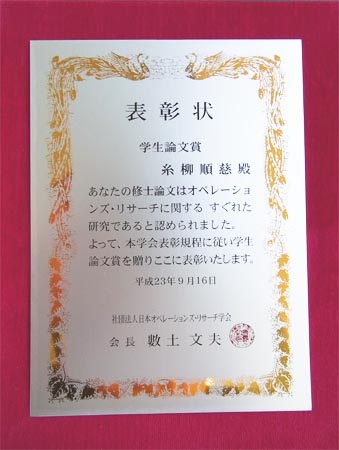 表彰状
学生論文賞
糸柳順慈殿
あなたの修士論文はオペレーショ
ンズ・リサーチに関する すぐれた
研究であると認められました。
よって、本学会表彰規程に従い学生
論文賞を贈りここに表彰いたします。
平成23年9月16日
社団法人日本オペレーションズ・リサーチ学会
会長 數土文夫